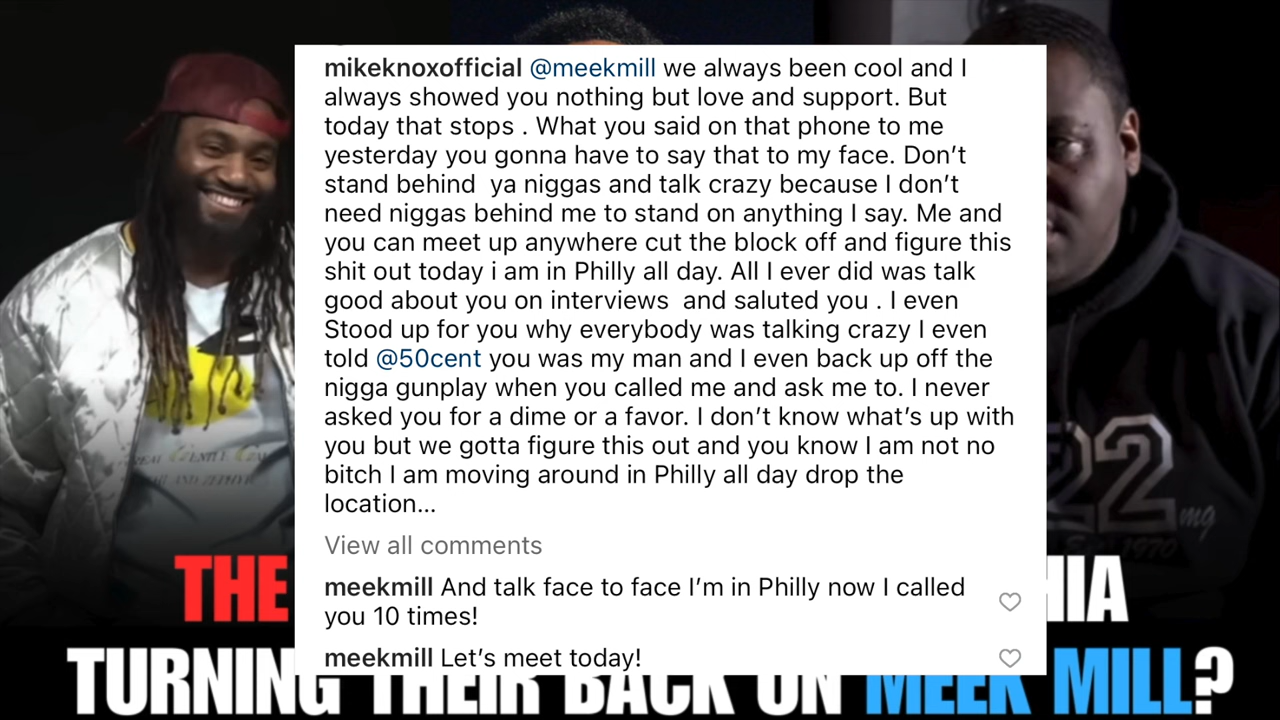 mikeknoxofficial @meekmill we always been cool and I
always showed you nothing but love and support. But
today that stops . What you said on that phone to me
yesterday you gonna have to say that to my face. Don’t
stand behind  ya niggas and talk crazy because I don’t
need niggas behind me to stand on anything I say. Me and
you can meet up anywhere cut the block off and figure this
shit out today i am in Philly all day. All I ever did was talk
good about you on interviews  and saluted you . I even
Stood up for you why everybody was talking crazy I even
told @50cent you was my man and I even back up off the
nigga gunplay when you called me and ask me to. I never
asked you for a dime or a favor. I don’t know what’s up with
you but we gotta figure this out and you know I am not no
bitch I am moving around in Philly all day drop the
location...
View all comments
meekmill And talk face to face I’m in Philly now I called
you 10 times!
meekmill Let’s meet today!
22
mg
1970
THE HIA
TURNING THEIR BACK ON MEEK MILL?